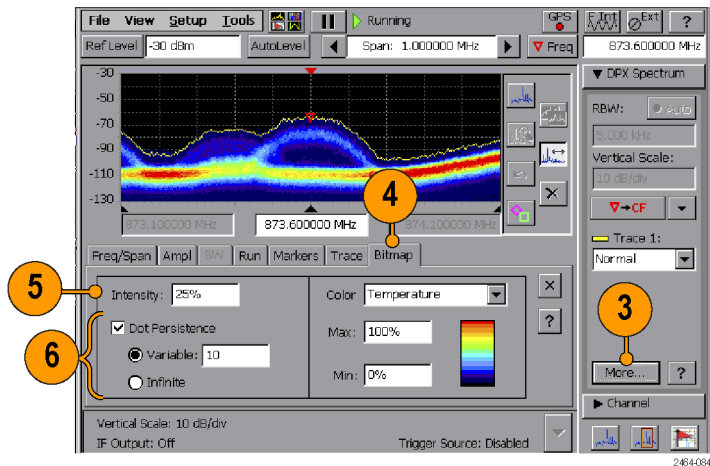 File View Setup Tools Running GPS Int Ext ?
Ref Level -30 dBm AutoLevel Span: 1.000000 MHz Freq 873.600000 MHz
-30
-50
-70
-90
-110
-130
873.100000 MHz 873.600000 MHz 874.100000 MHz
DPX Spectrum
RBW: Auto
5.000 kHz
Vertical Scale:
10 dB/div
→CF
Trace 1:
Normal
3
More... ?
Channel
4
Freq/Span Ampl BW Run Markers Trace Bitmap
5
Intensity: 25%
6
Dot Persistence
Variable: 10
Infinite
Color Temperature
Max: 100%
Min: 0%
×
?
Vertical Scale: 10 dB/div
IF Output: Off Trigger Source: Disabled
2464-084